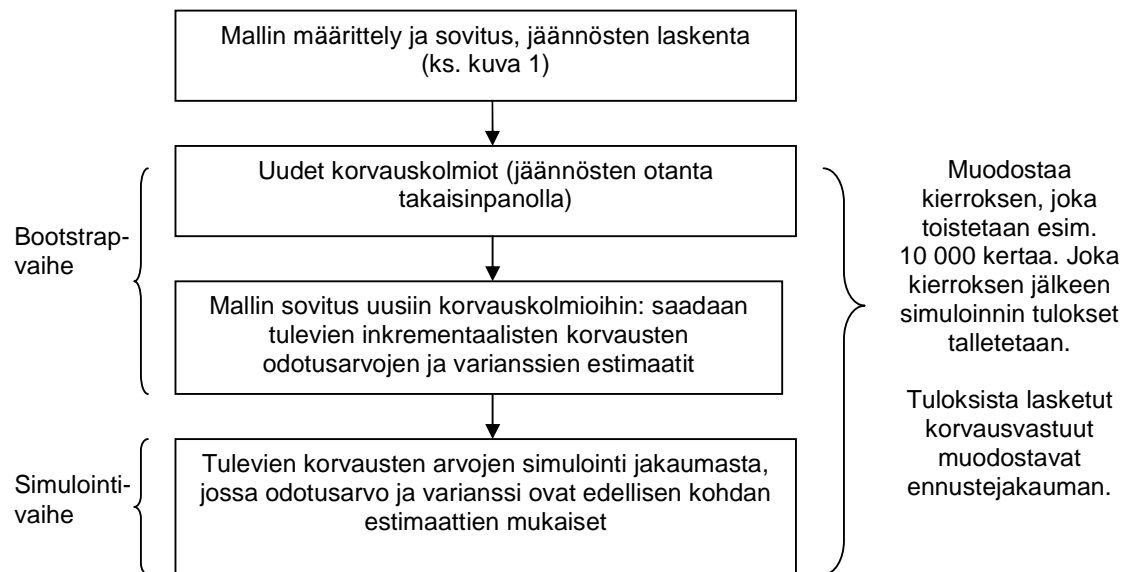 Mallin määrittely ja sovitus, jäännösten laskenta
(ks. kuva 1)
Bootstrap-
vaihe
Uudet korvauskolmiot (jäännösten otanta
takaisinpanolla)
Mallin sovitus uusiin korvauskolmioihin: saadaan
tulevien inkrementaalisten korvausten
odotusarvojen ja varianssien estimaatit
Simulointi-
vaihe
Tulevien korvausten arvojen simulointi jakaumasta,
jossa odotusarvo ja varianssi ovat edellisen kohdan
estimaattien mukaiset
Muodostaa
kierroksen, joka
toistetaan esim.
10 000 kertaa. Joka
kierroksen jälkeen
simuloinnin tulokset
talletetaan.
Tuloksista lasketut
korvausvastuut
muodostavat
ennustejakauman.